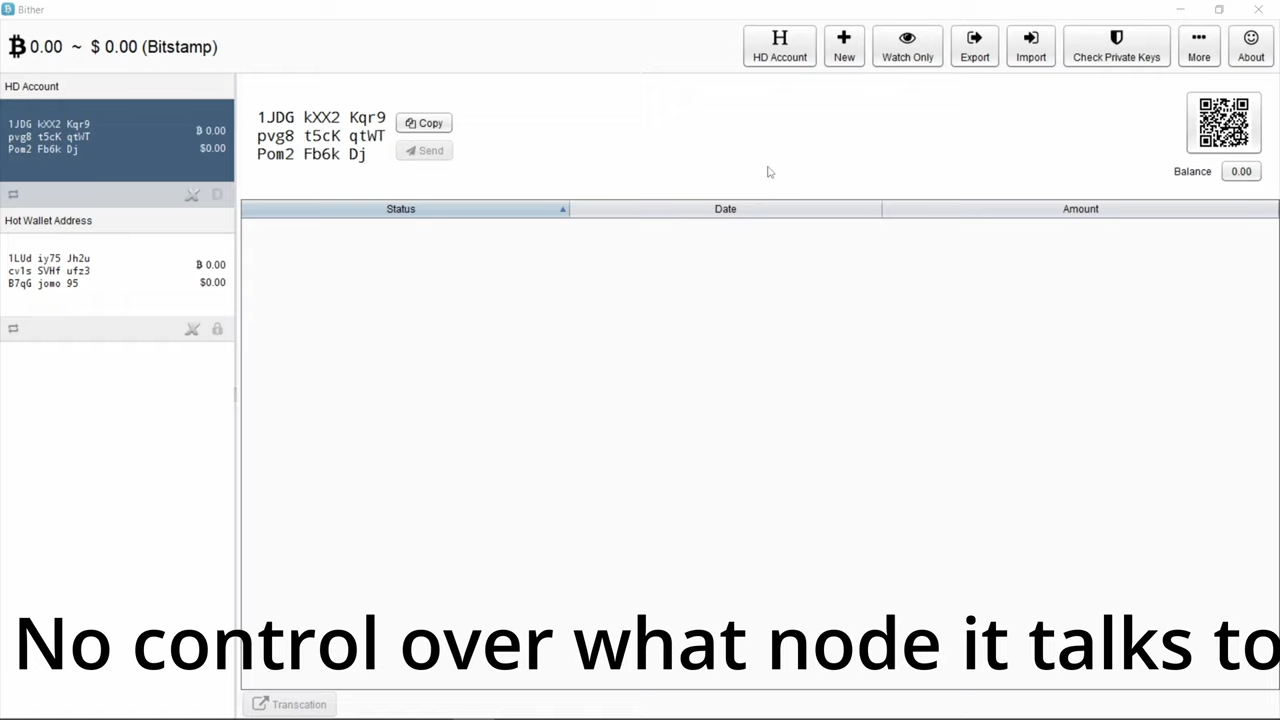 Bither
0.00 ~ $ 0.00 (Bitstamp)
HD Account
New
Watch Only
Export
Import
Check Private Keys
More
About
HD Account
1JDG kXX2 Kqr9
pvg8 t5cK qtWT
Pom2 Fb6k Dj
฿ 0.00
$0.00
D
Hot Wallet Address
1LUd iy75 Jh2u
cv1s SVHf ufz3
B7qG jomo 95
฿ 0.00
$0.00
1JDG kXX2 Kqr9
pvg8 t5cK qtWT
Pom2 Fb6k Dj
Copy
Send
Balance 0.00
Status Date Amount
No control over what node it talks to
Transcation